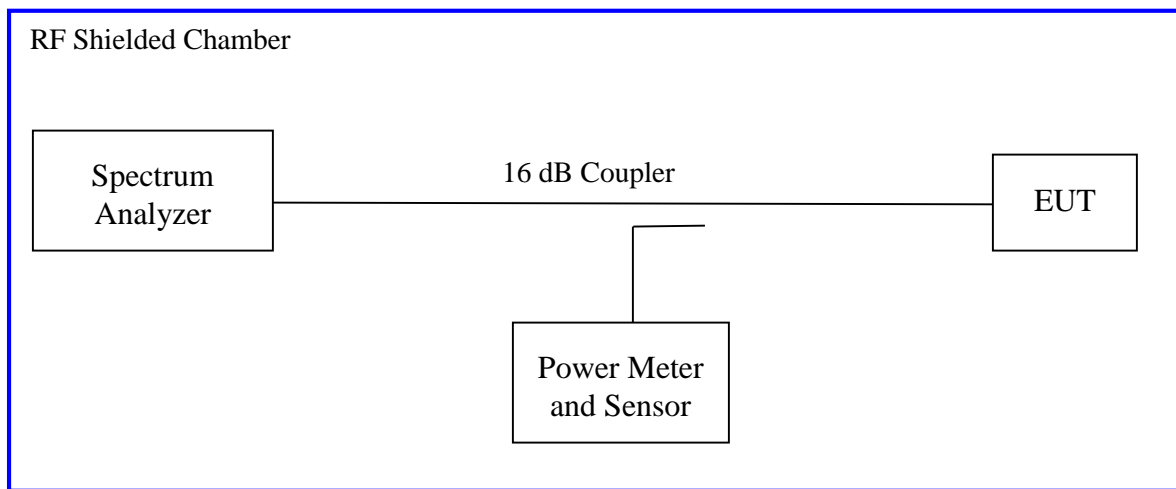 RF Shielded Chamber
Spectrum
Analyzer
16 dB Coupler
EUT
Power Meter
and Sensor